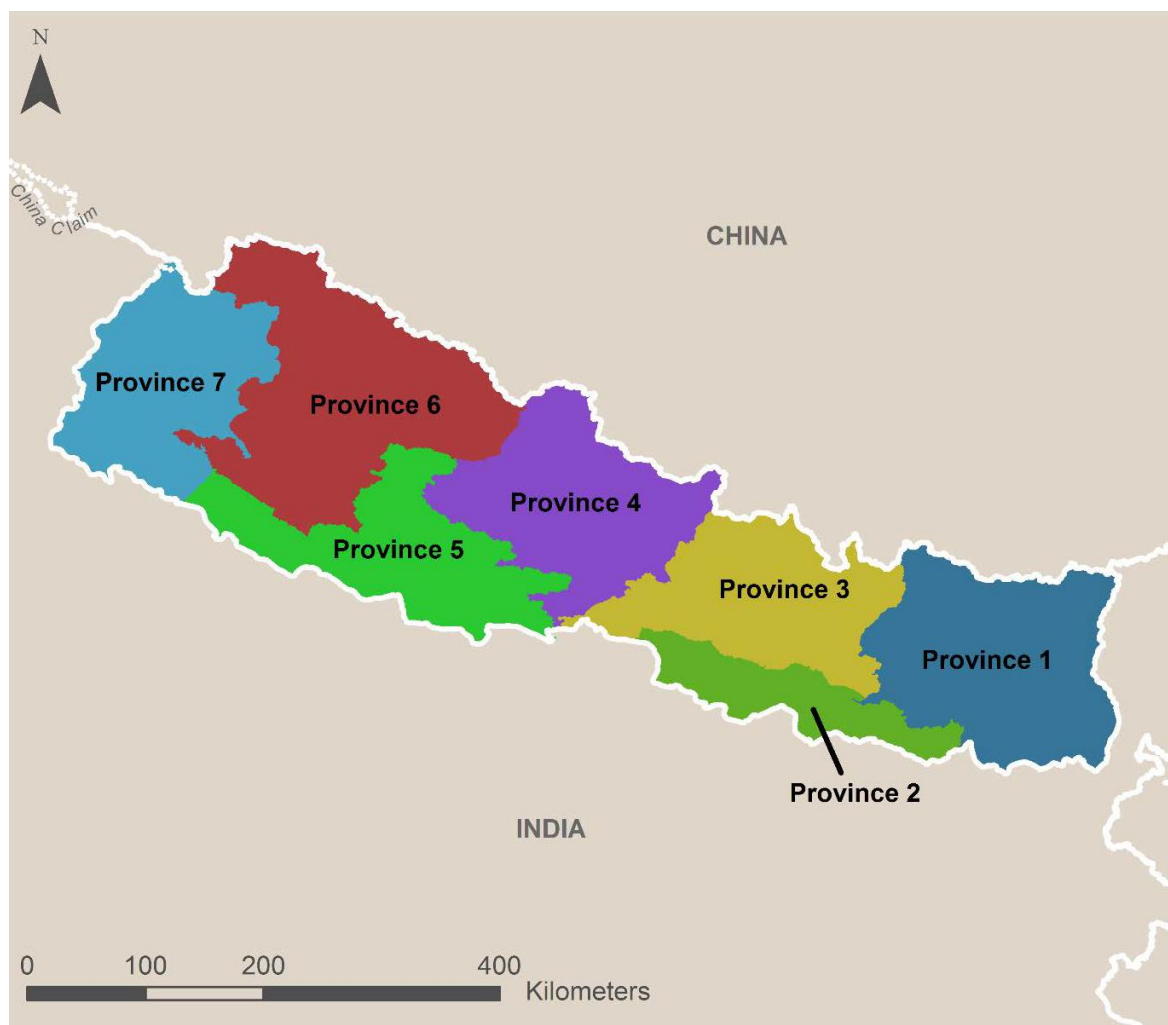 N
China Claim
CHINA
Province 7
Province 6
Province 4
Province 5
Province 3
Province 1
Province 2
INDIA
0 100 200 400
Kilometers